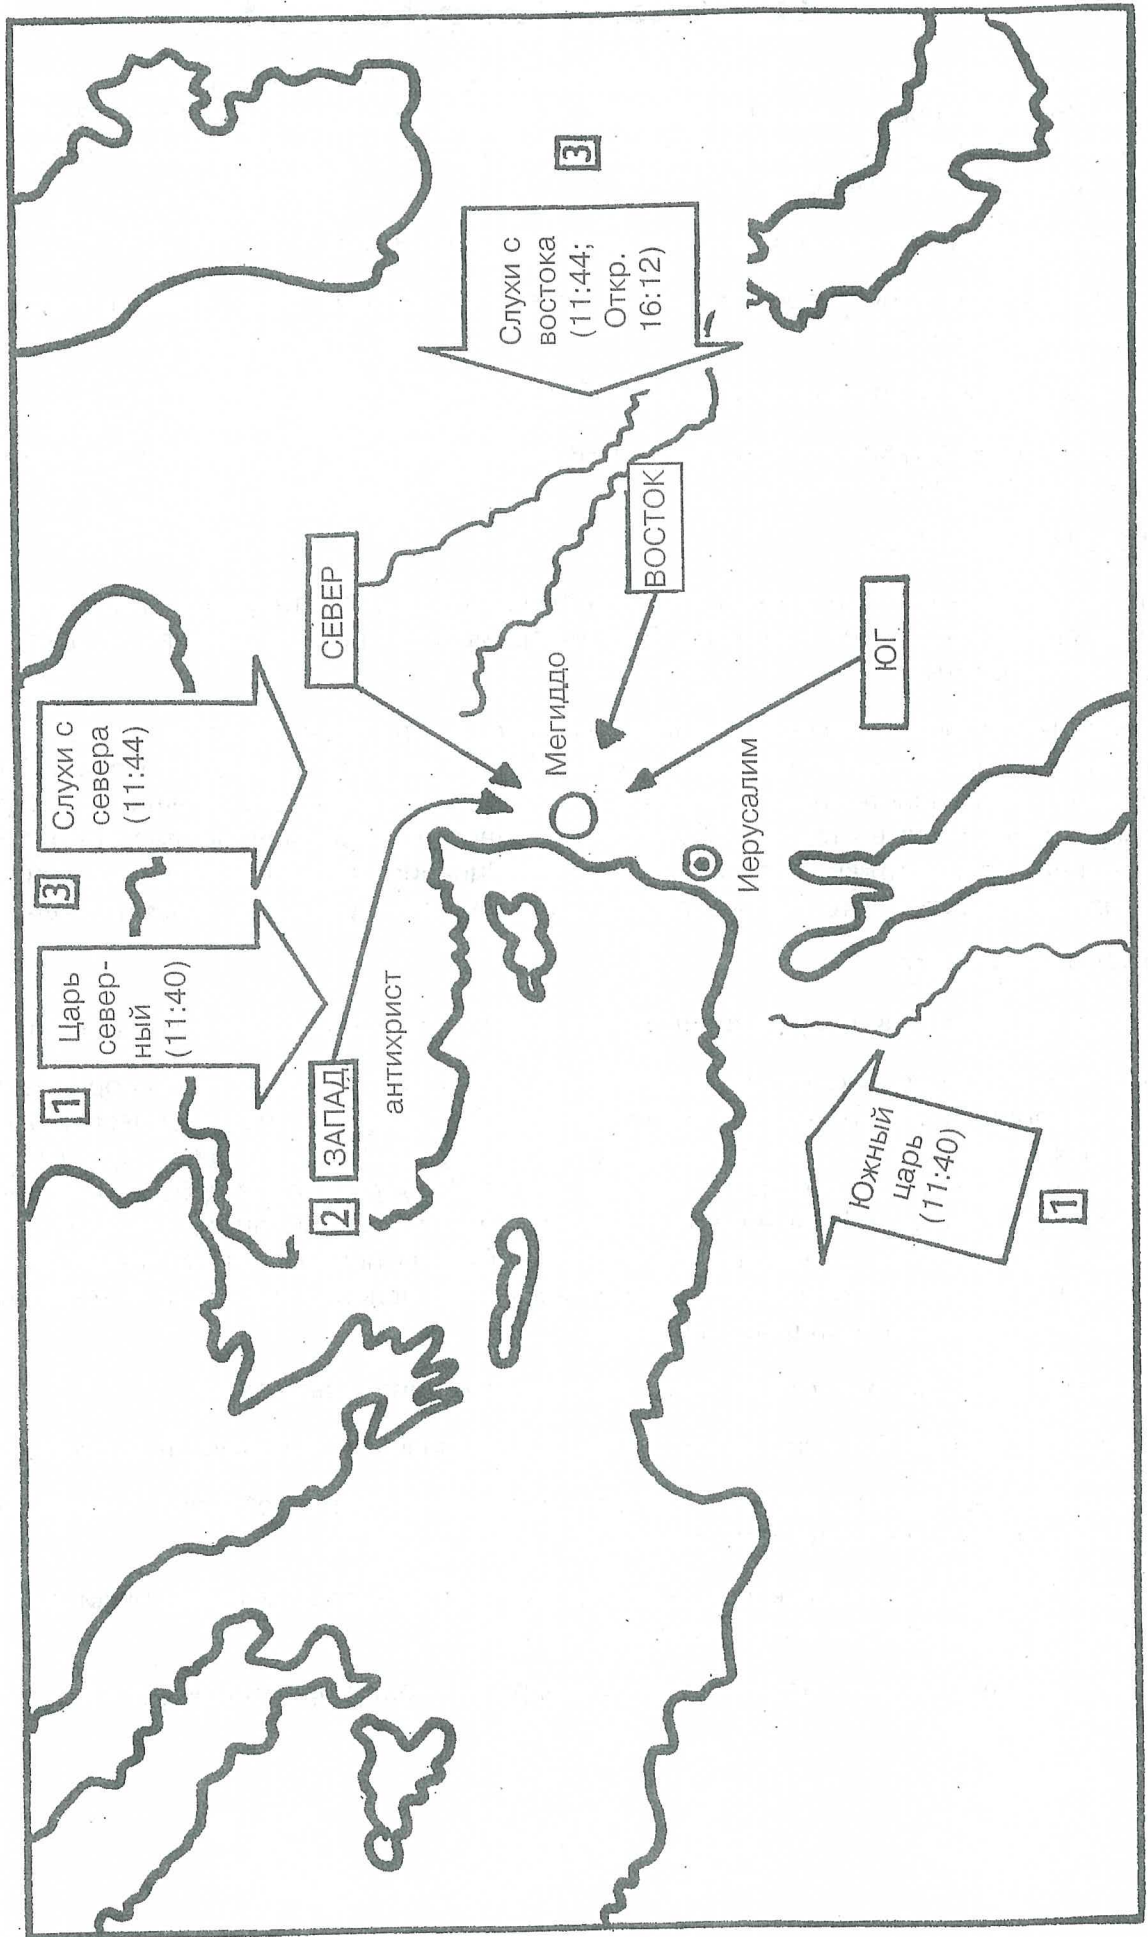 1
Царь
север-
ный
(11:40)
3
Слухи с
севера
(11:44)
2
ЗАПАД
антихрист
СЕВЕР
Слухи с
востока
(11:44;
Откр.
16:12)
3
Мегиддо
ВОСТОК
Иерусалим
ЮГ
Южный
царь
(11:40)
1